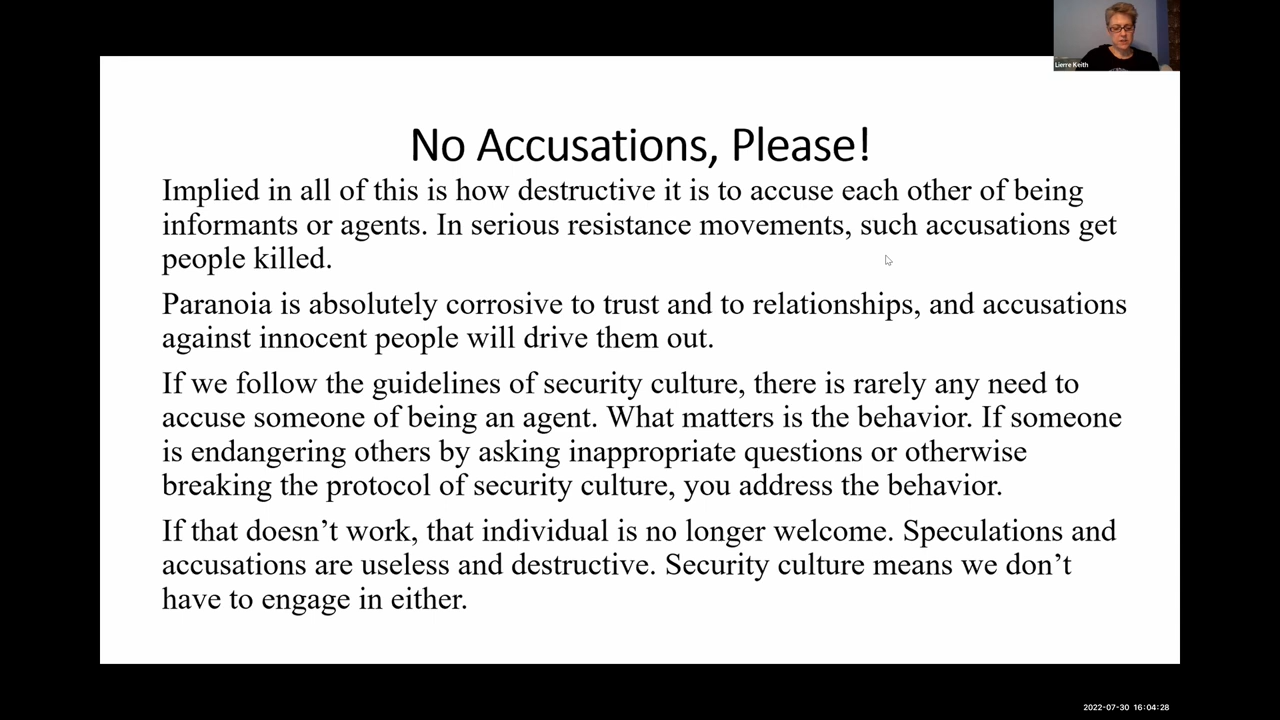 Lierre Keith
No Accusations, Please!
Implied in all of this is how destructive it is to accuse each other of being
informants or agents. In serious resistance movements, such accusations get
people killed.
Paranoia is absolutely corrosive to trust and to relationships, and accusations
against innocent people will drive them out.
If we follow the guidelines of security culture, there is rarely any need to
accuse someone of being an agent. What matters is the behavior. If someone
is endangering others by asking inappropriate questions or otherwise
breaking the protocol of security culture, you address the behavior.
If that doesn’t work, that individual is no longer welcome. Speculations and
accusations are useless and destructive. Security culture means we don’t
have to engage in either.
2022-07-30 16:04:28